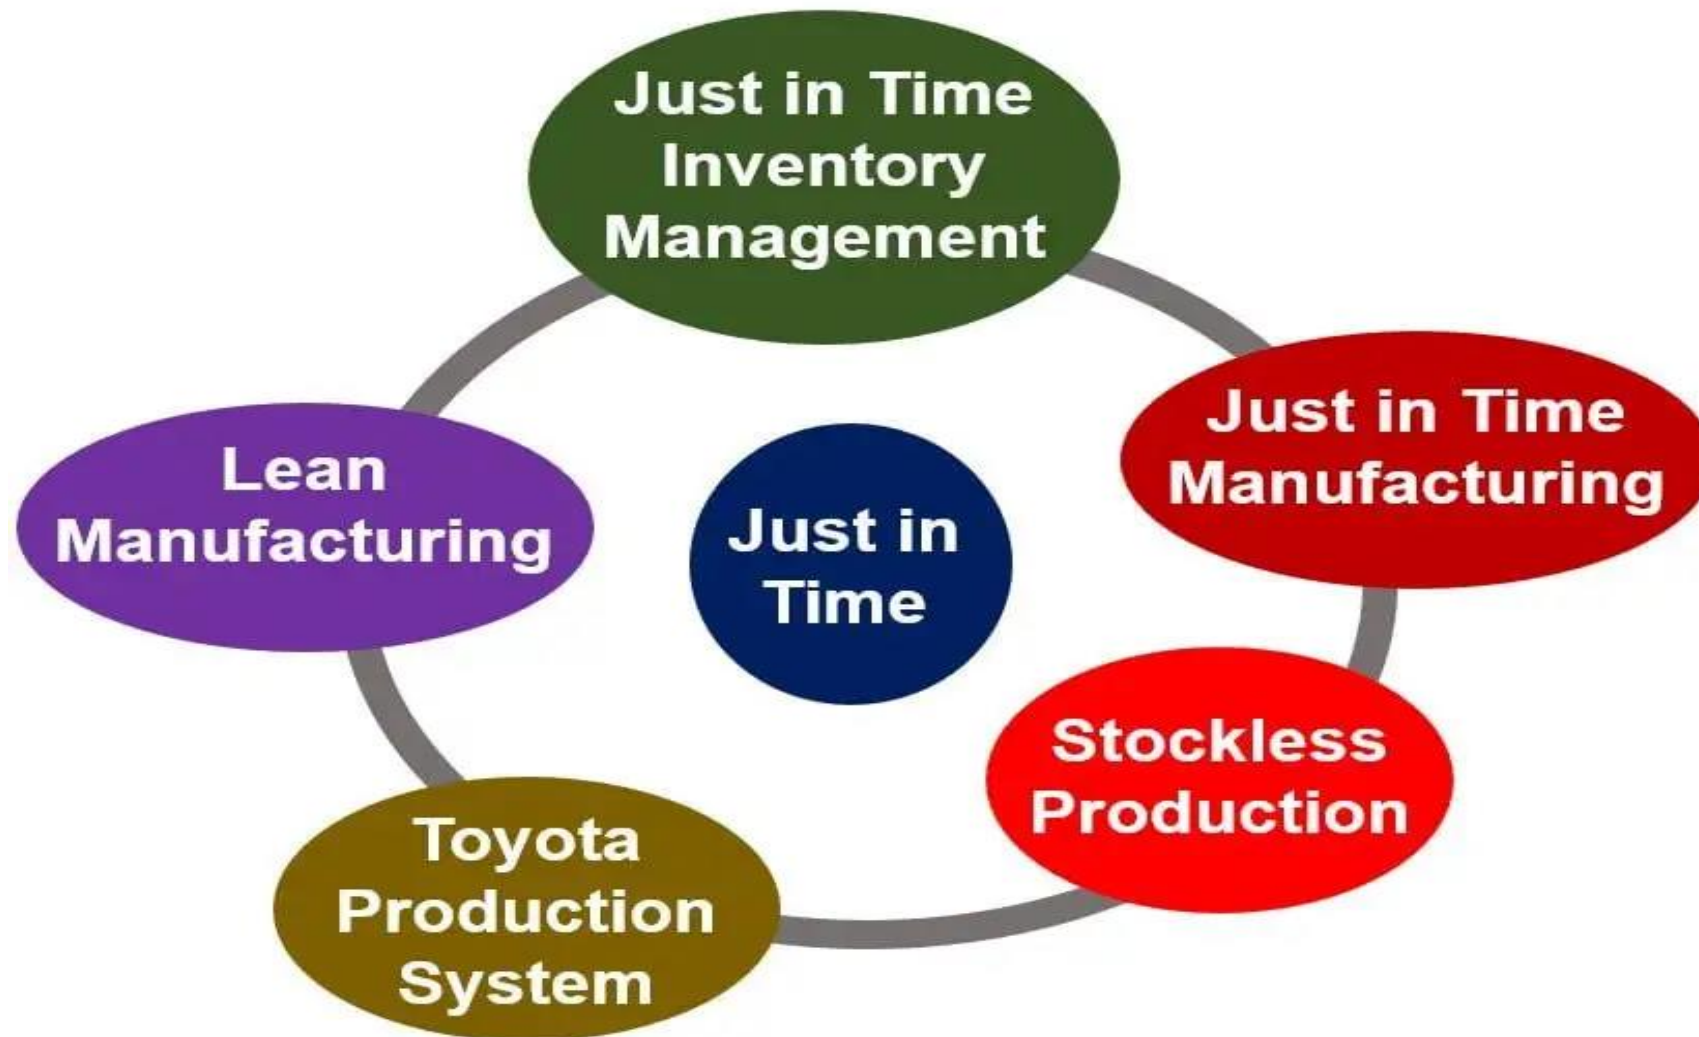 Just in Time
Inventory
Management
Just in Time
Manufacturing
Lean
Manufacturing
Just in
Time
Stockless
Production
Toyota
Production
System